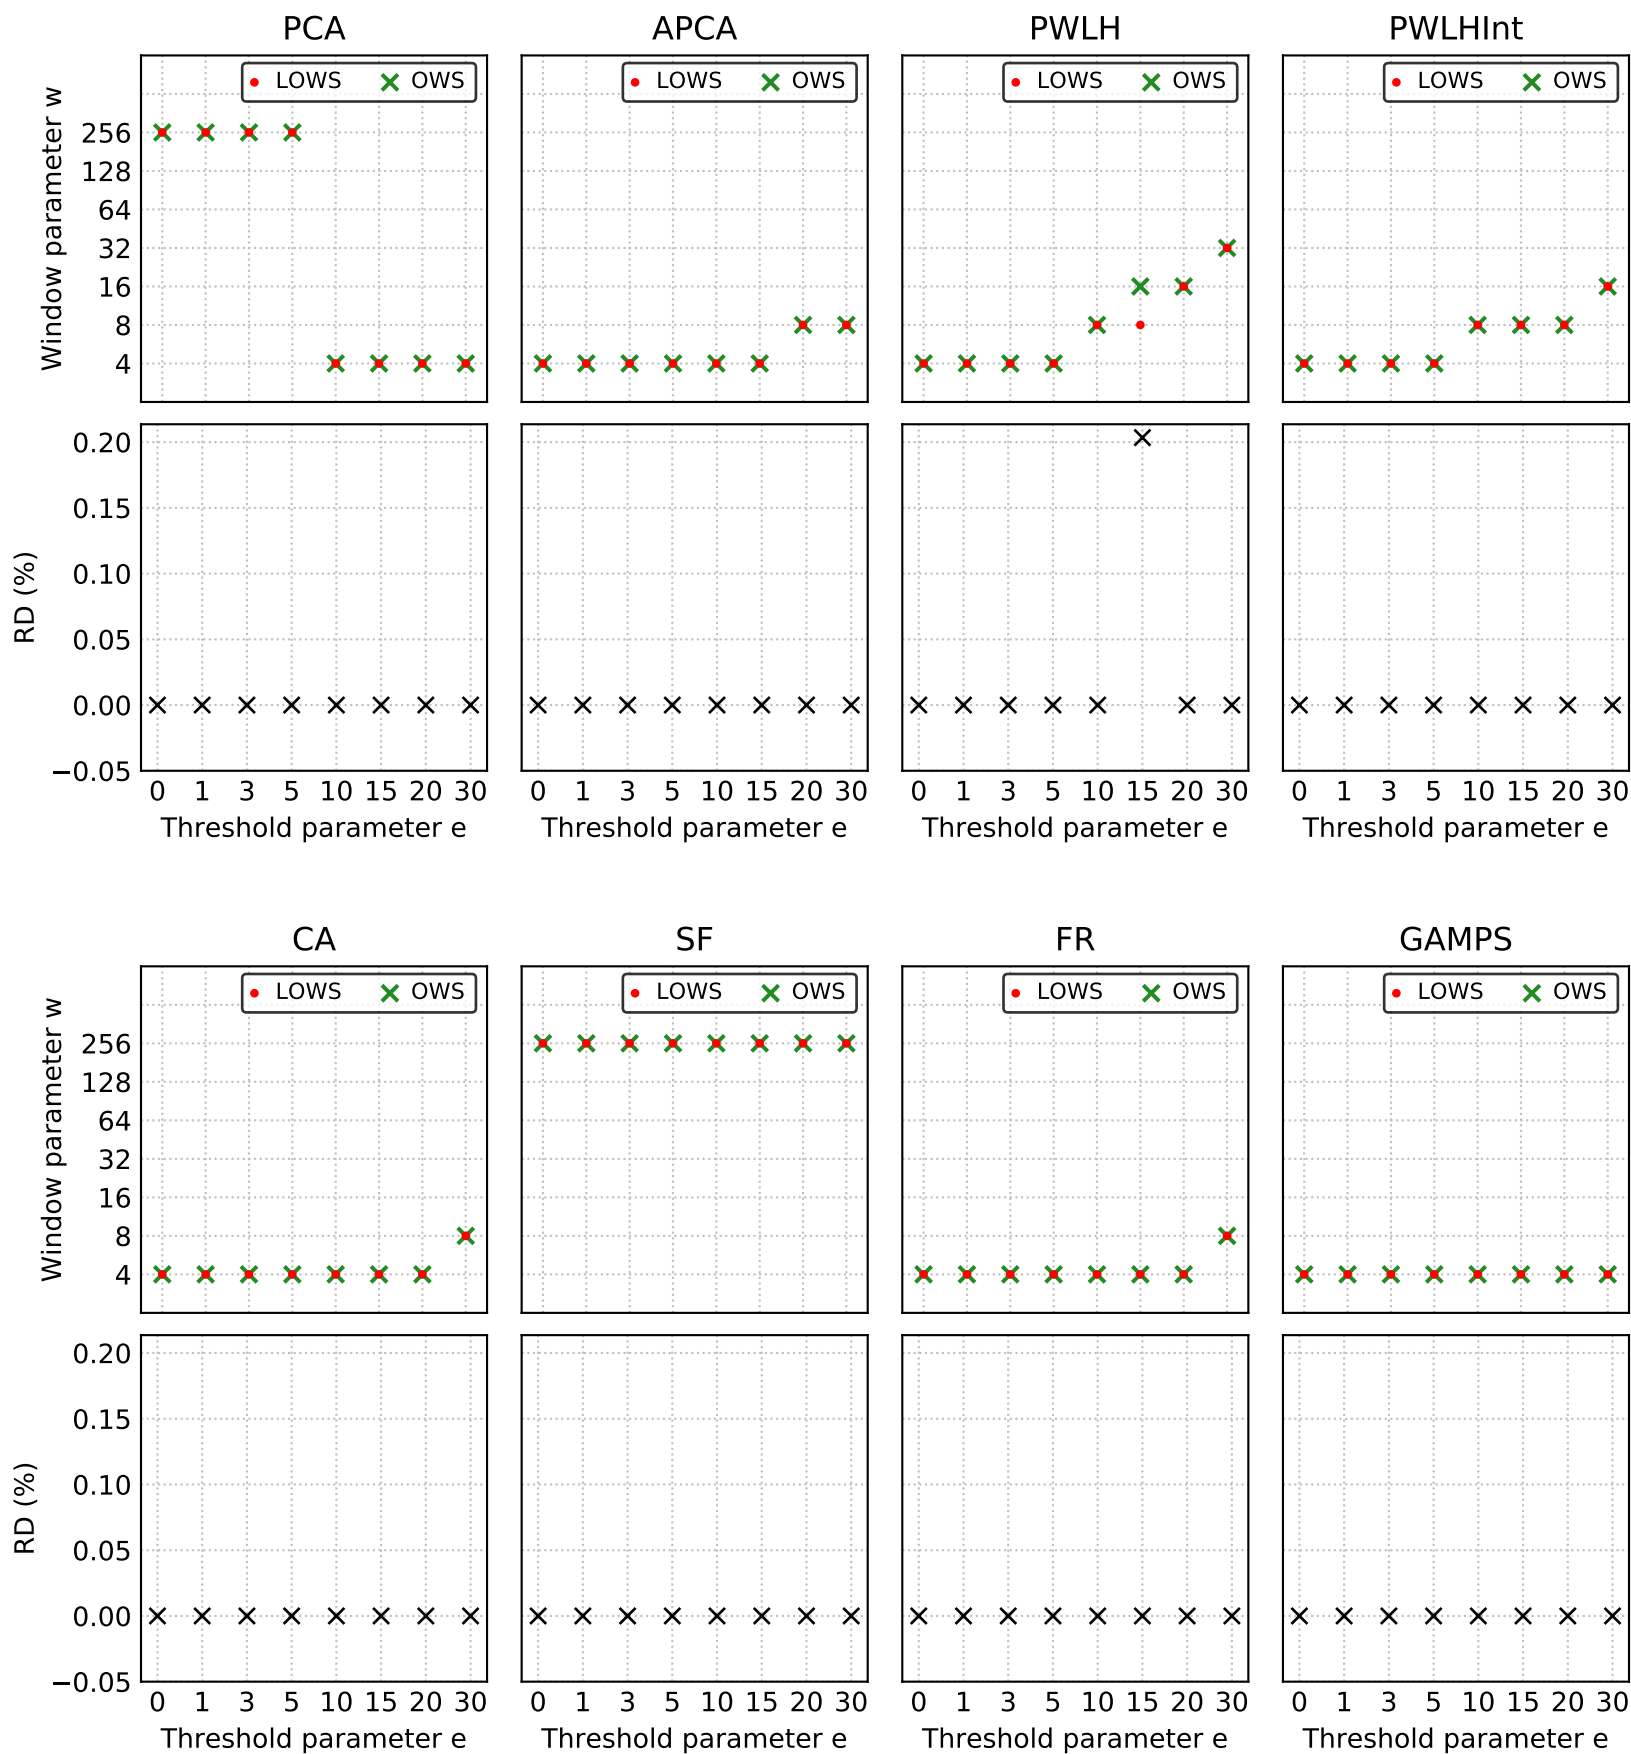 PCA APCA PWLH PWLHInt
LOWS OWS LOWS OWS LOWS OWS LOWS OWS
Window parameter w
256
128
64
32
16
8
4
RD (%)
0.20
0.15
0.10
0.05
0.00
−0.05
0 1 3 5 10 15 20 30 0 1 3 5 10 15 20 30 0 1 3 5 10 15 20 30 0 1 3 5 10 15 20 30
Threshold parameter e Threshold parameter e Threshold parameter e Threshold parameter e
CA SF FR GAMPS
LOWS OWS LOWS OWS LOWS OWS LOWS OWS
Window parameter w
256
128
64
32
16
8
4
RD (%)
0.20
0.15
0.10
0.05
0.00
−0.05
0 1 3 5 10 15 20 30 0 1 3 5 10 15 20 30 0 1 3 5 10 15 20 30 0 1 3 5 10 15 20 30
Threshold parameter e Threshold parameter e Threshold parameter e Threshold parameter e